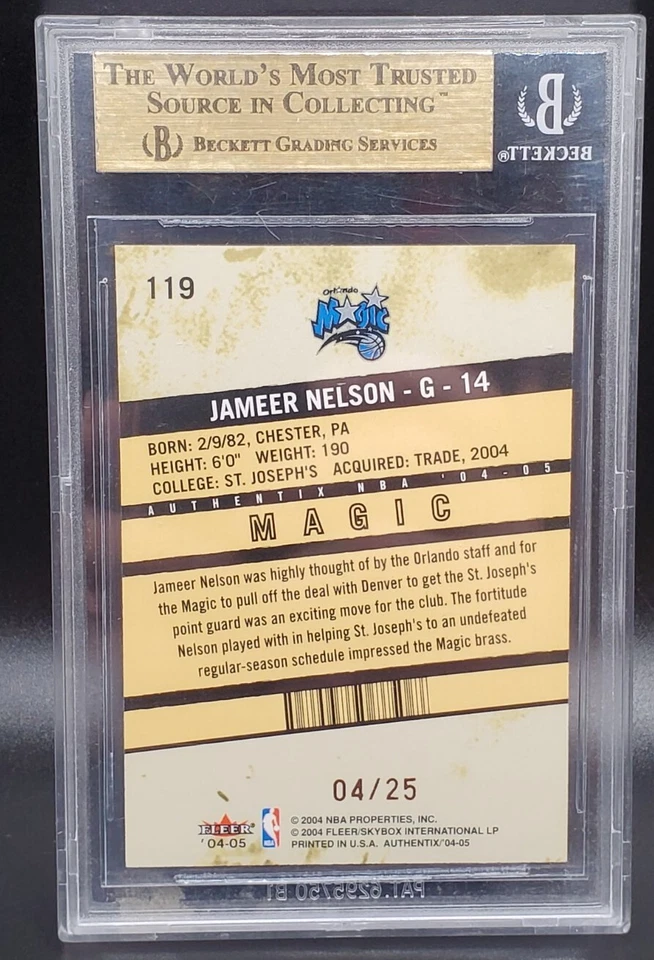 THE WORLD'S MOST TRUSTED
SOURCE IN COLLECTING™
B BECKETT GRADING SERVICES
B
BECKETT®
119
Orlando
MAGIC
JAMEER NELSON - G - 14
BORN: 2/9/82, CHESTER, PA
HEIGHT: 6'0" WEIGHT: 190
COLLEGE: ST. JOSEPH'S ACQUIRED: TRADE, 2004
AUTHENTIX NBA '04-05
MAGIC
Jameer Nelson was highly thought of by the Orlando staff and for
the Magic to pull off the deal with Denver to get the St. Joseph's
point guard was an exciting move for the club. The fortitude
Nelson played with in helping St. Joseph's to an undefeated
regular-season schedule impressed the Magic brass.
04/25
FLEER
'04-05
NBA
© 2004 NBA PROPERTIES, INC.
© 2004 FLEER/SKYBOX INTERNATIONAL LP
PRINTED IN U.S.A. AUTHENTIX/'04-05
PAT. 6295750 B1